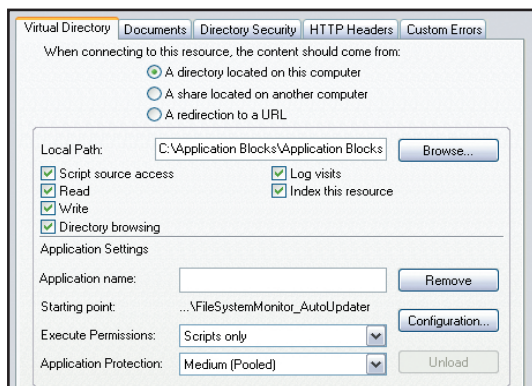 Virtual Directory Documents Directory Security HTTP Headers Custom Errors
When connecting to this resource, the content should come from:
A directory located on this computer
A share located on another computer
A redirection to a URL
Local Path: C:\Application Blocks\Application Blocks Browse...
Script source access Log visits
Read Index this resource
Write
Directory browsing
Application Settings
Application name: Remove
Starting point: ...\FileSystemMonitor_AutoUpdater
Configuration...
Execute Permissions: Scripts only
Application Protection: Medium (Pooled) Unload